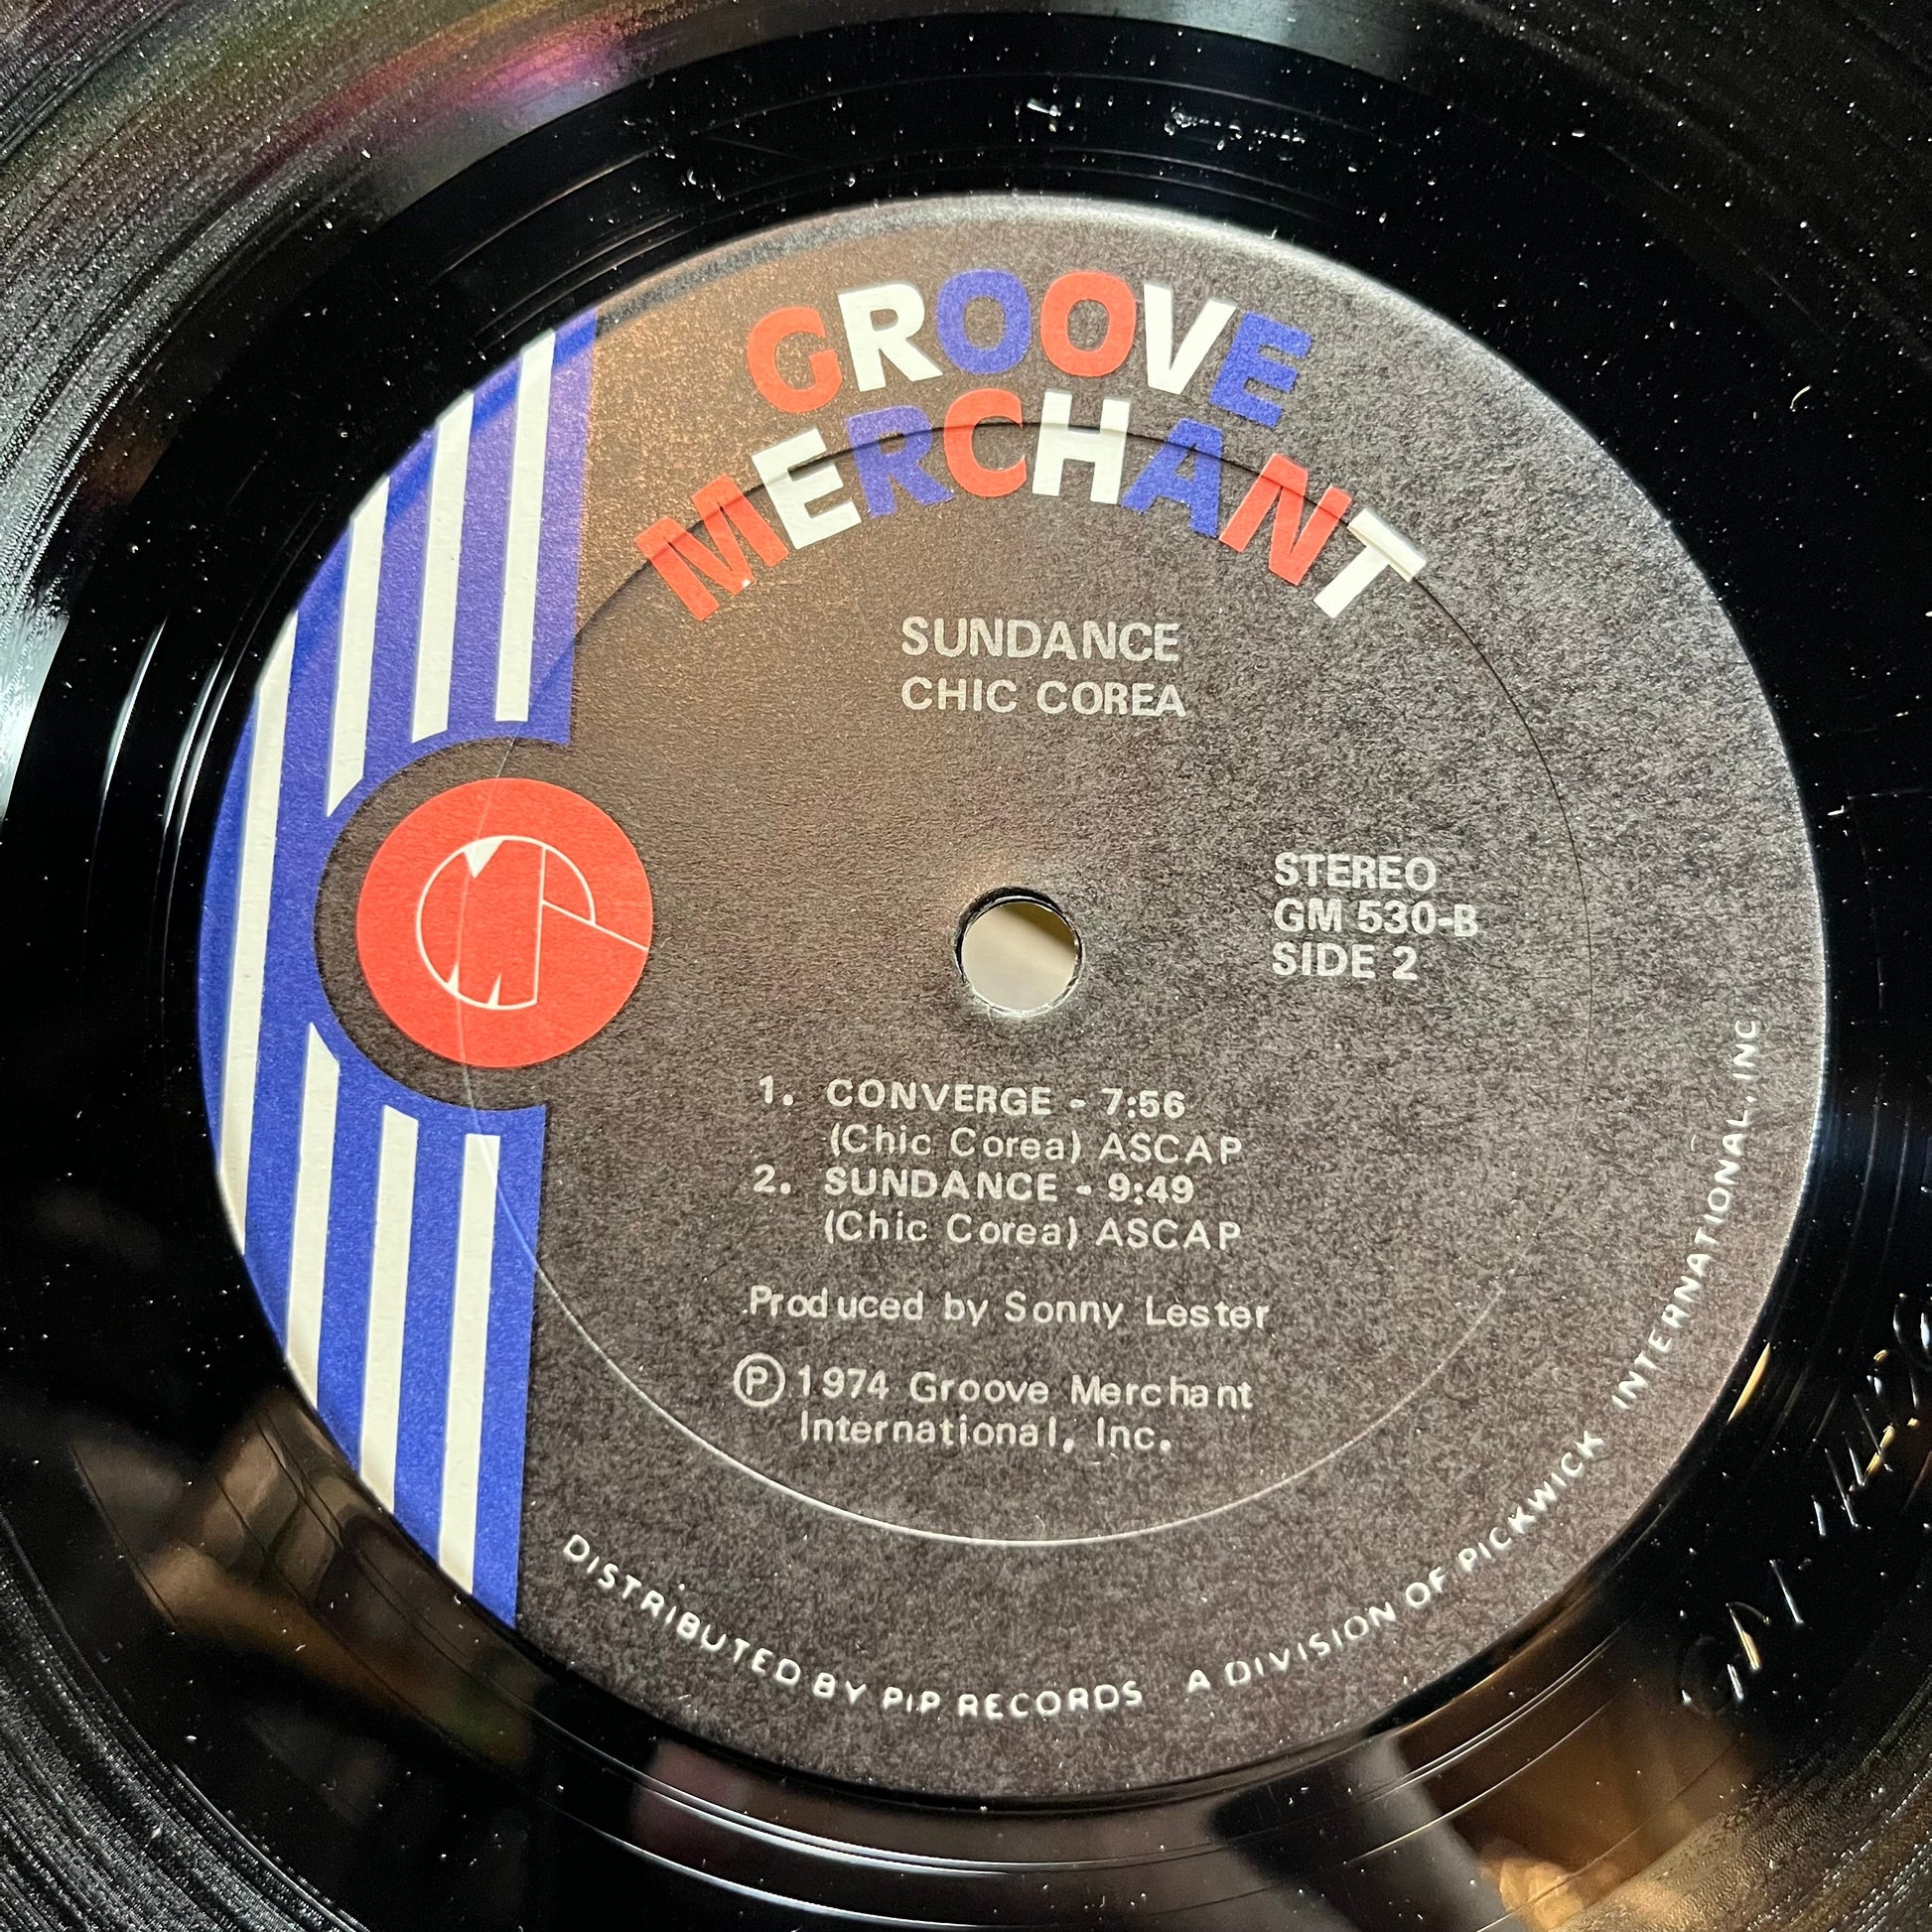 GROOVE
MERCHANT
SUNDANCE
CHIC COREA
STEREO
GM 530-B
SIDE 2
1. CONVERGE - 7:56
(Chic Corea) ASCAP
2. SUNDANCE - 9:49
(Chic Corea) ASCAP
Produced by Sonny Lester
Ⓟ 1974 Groove Merchant
International, Inc.
DISTRIBUTED BY PIP RECORDS A DIVISION OF PICKWICK INTERNATIONAL, INC